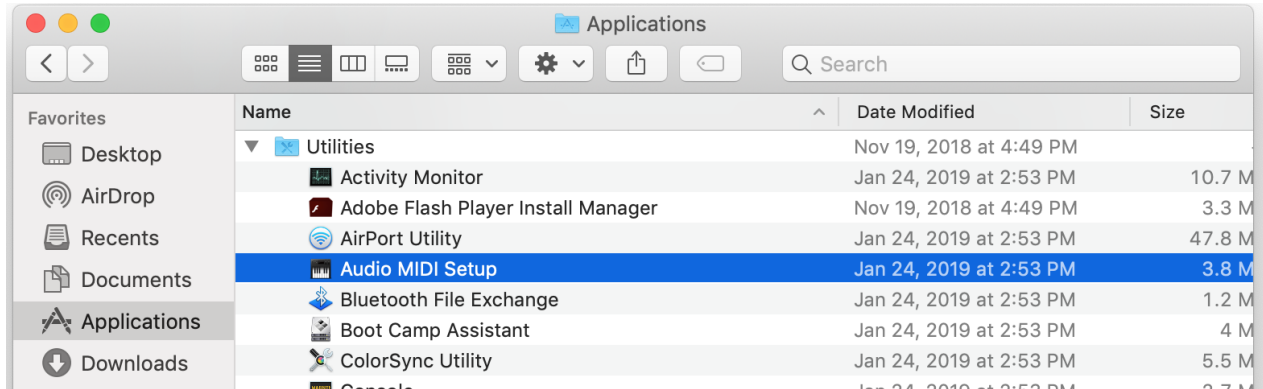 Applications
Search
Favorites
Desktop
AirDrop
Recents
Documents
Applications
Downloads
Name Date Modified Size
Utilities Nov 19, 2018 at 4:49 PM
Activity Monitor Jan 24, 2019 at 2:53 PM 10.7 M
Adobe Flash Player Install Manager Nov 19, 2018 at 4:49 PM 3.3 M
AirPort Utility Jan 24, 2019 at 2:53 PM 47.8 M
Audio MIDI Setup Jan 24, 2019 at 2:53 PM 3.8 M
Bluetooth File Exchange Jan 24, 2019 at 2:53 PM 1.2 M
Boot Camp Assistant Jan 24, 2019 at 2:53 PM 4 M
ColorSync Utility Jan 24, 2019 at 2:53 PM 5.5 M